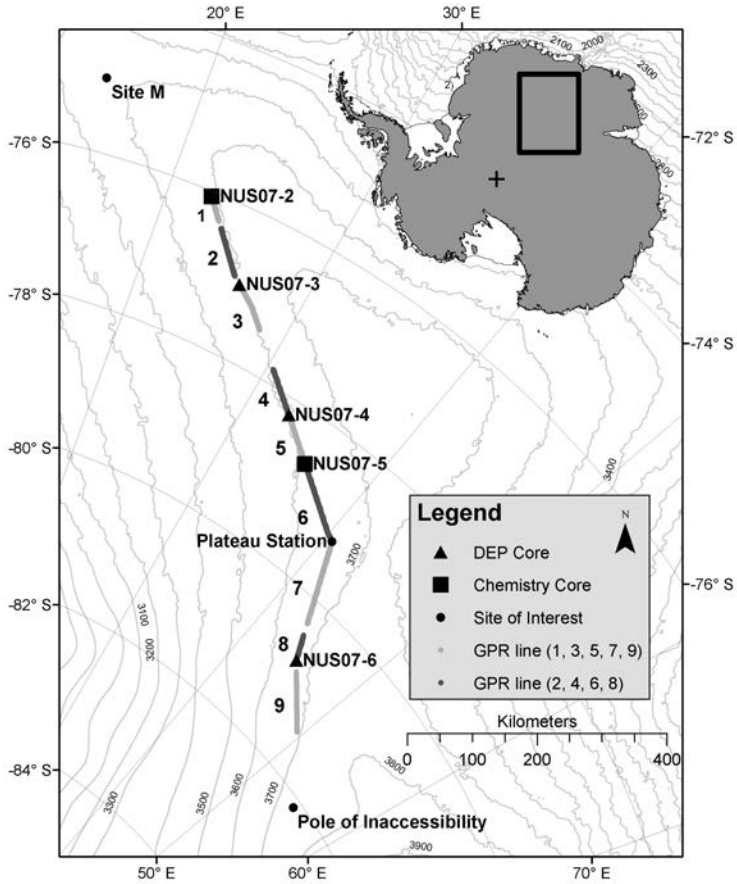 20° E
30° E
2100
2000
2300
Site M
-76° S
-72° S
NUS07-2
1
2
NUS07-3
-78° S
3
-74° S
4
NUS07-4
-80° S
5
NUS07-5
3400
6
Legend
N
Plateau Station
3700
DEP Core
7
Chemistry Core
-76° S
-82° S
3100
Site of Interest
3200
8
NUS07-6
GPR line (1, 3, 5, 7, 9)
GPR line (2, 4, 6, 8)
9
Kilometers
0 100 200 400
-84° S
3800
3300
3500
3600
3700
Pole of Inaccessibility
3900
50° E
60° E
70° E